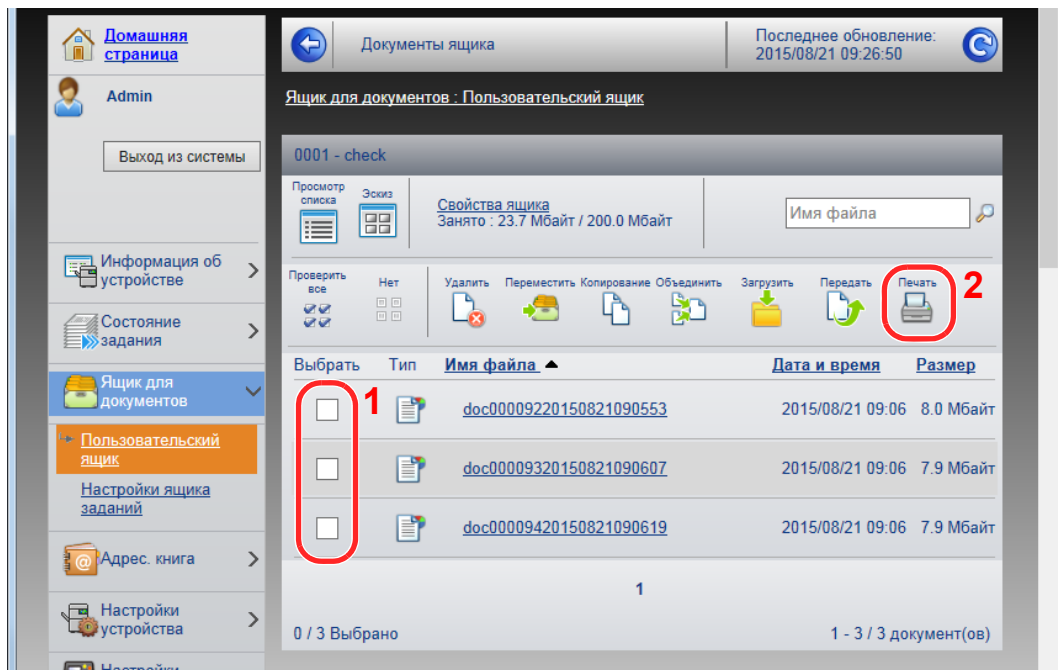 Домашняя
страница
Admin
Выход из системы
Информация об
устройстве
Состояние
задания
Ящик для
документов
Пользовательский
ящик
Настройки ящика
заданий
Адрес. книга
Настройки
устройства
Настройки
Документы ящика
Последнее обновление:
2015/08/21 09:26:50
Ящик для документов : Пользовательский ящик
0001 - check
Просмотр
списка
Эскиз
Свойства ящика
Занято : 23.7 Мбайт / 200.0 Мбайт
Имя файла
Проверить
все
Нет
Удалить Переместить Копирование Объединить Загрузить Передать Печать
2
Выбрать Тип Имя файла Дата и время Размер
1
doc00009220150821090553 2015/08/21 09:06 8.0 Мбайт
doc00009320150821090607 2015/08/21 09:06 7.9 Мбайт
doc00009420150821090619 2015/08/21 09:06 7.9 Мбайт
1
0 / 3 Выбрано 1 - 3 / 3 документ(ов)